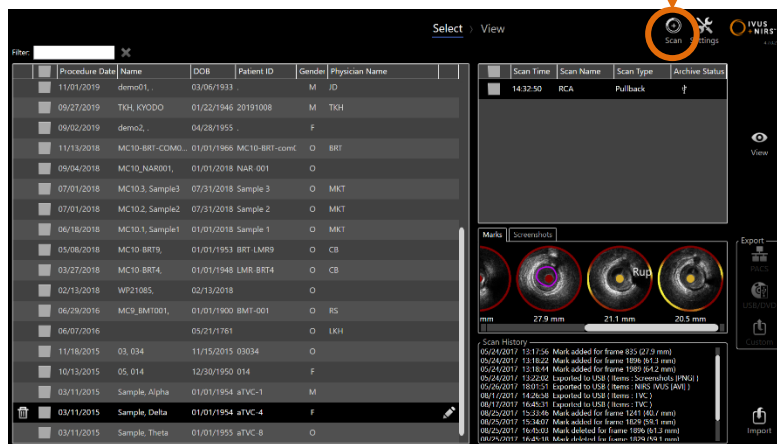 Select > View
Scan
Settings
IVUS
+NIRS
Filter:
Procedure Date Name DOB Patient ID Gender Physician Name
11/01/2019 demo01, . 03/06/1933 . M JD
09/27/2019 TKH, KYODO 01/22/1946 20191008 M TKH
09/02/2019 demo2, . 04/28/1955 . F
11/13/2018 MC10-BRT-COM0... 01/01/1966 MC10-BRT-com( O BRT
09/04/2018 MC10_NAR001, 01/01/2018 NAR-001 O
07/01/2018 MC10.3, Sample3 07/31/2018 Sample 3 O MKT
07/01/2018 MC10.2, Sample2 07/31/2018 Sample 2 O MKT
06/18/2018 MC10.1, Sample1 01/01/2018 Sample 1 O MKT
05/08/2018 MC10-BRT9, 01/01/1953 BRT-LMR9 O CB
03/27/2018 MC10-BRT4, 01/01/1948 LMR-BRT4 O CB
02/13/2018 WP21085, 02/13/2018 O
06/29/2016 MC9_BMT001, 01/01/1900 BMT-001 O RS
06/07/2016 05/21/1761 O LKH
11/18/2015 03, 034 11/15/2015 03034 O
10/13/2015 05, 014 12/30/1950 014 F
03/11/2015 Sample, Alpha 01/01/1954 aTVC-1 M
03/11/2015 Sample, Delta 01/01/1954 aTVC-4 F
03/11/2015 Sample, Theta 01/01/1955 aTVC-8 O
Scan Time Scan Name Scan Type Archive Status
14:32:50 RCA Pullback
View
Marks Screenshots
Rup
mm 27.9 mm 21.1 mm 20.5 mm
Scan History
05/24/2017 13:17:56 Mark added for frame 835 (27.9 mm)
05/24/2017 13:18:22 Mark added for frame 1896 (61.3 mm)
05/24/2017 13:18:44 Mark added for frame 1989 (64.2 mm)
05/24/2017 13:22:02 Exported to USB ( Items : Screenshots [PNG] )
05/26/2017 18:01:51 Exported to USB ( Items : NIRS-IVUS [AVI] )
08/17/2017 14:26:58 Exported to USB ( Items : TVC )
08/17/2017 16:45:31 Exported to USB ( Items : TVC )
08/25/2017 15:33:46 Mark added for frame 1241 (40.7 mm)
08/25/2017 15:34:07 Mark added for frame 1829 (59.1 mm)
08/25/2017 16:45:03 Mark deleted for frame 1896 (61.3 mm)
08/25/2017 16:45:18 Mark deleted for frame 1829 (59.1 mm)
Export
PACS
USB/DVD
Custom
Import